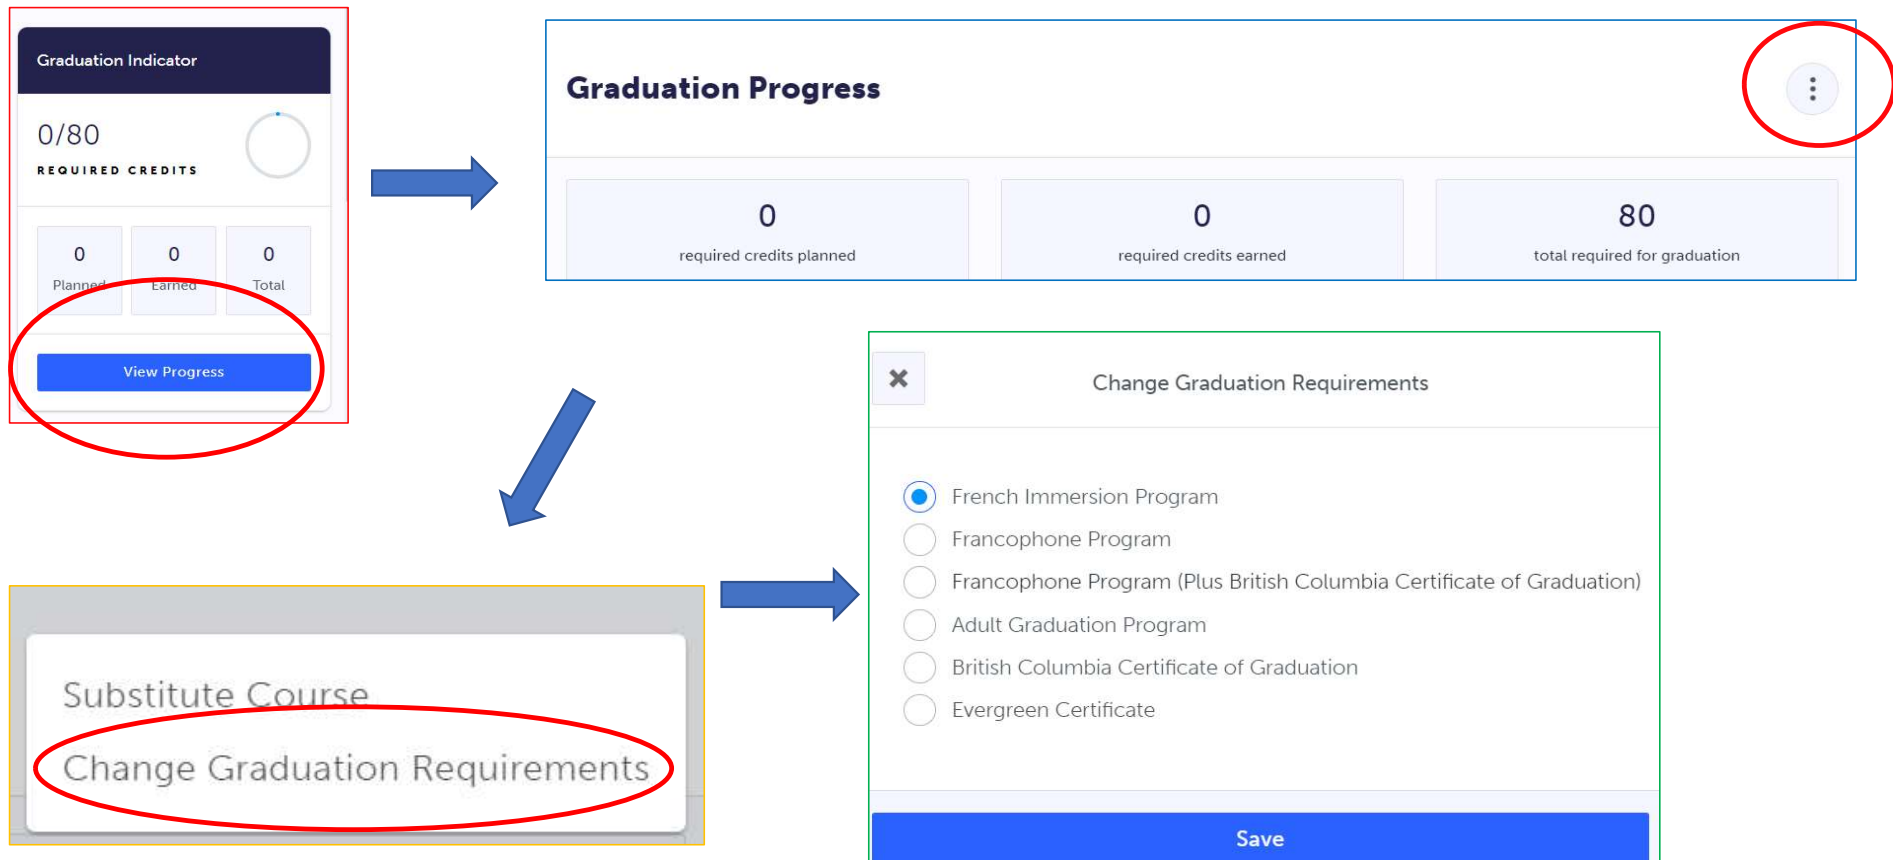 Graduation Indicator
0/80
REQUIRED CREDITS
0 0 0
Planned Earned Total
View Progress
Graduation Progress
0
required credits planned
0
required credits earned
80
total required for graduation
Substitute Course
Change Graduation Requirements
Change Graduation Requirements
French Immersion Program
Francophone Program
Francophone Program (Plus British Columbia Certificate of Graduation)
Adult Graduation Program
British Columbia Certificate of Graduation
Evergreen Certificate
Save